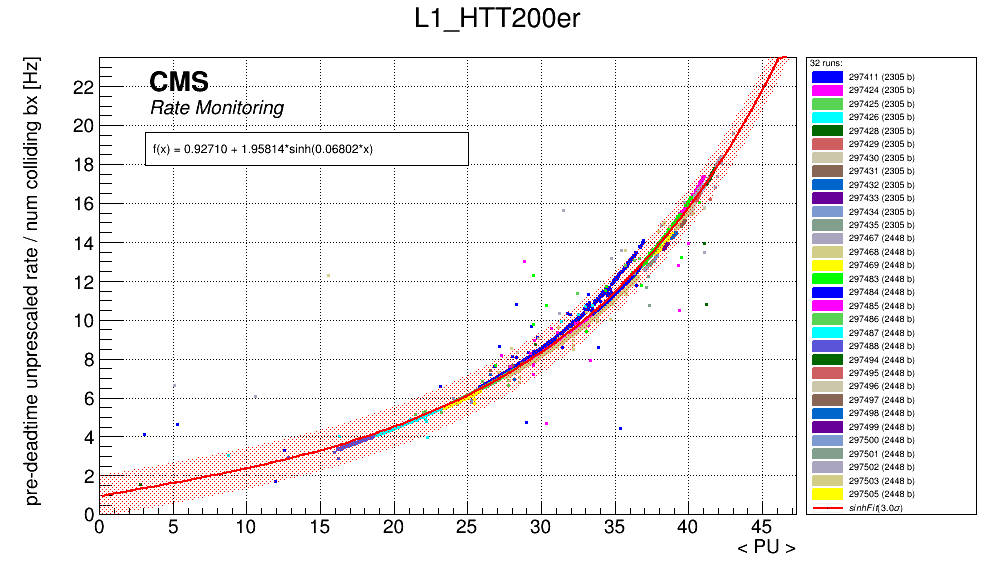 L1_HTT200er
pre-deadtime unprescaled rate / num colliding bx [Hz]
CMS
Rate Monitoring
f(x) = 0.92710 + 1.95814*sinh(0.06802*x)
22
20
18
16
14
12
10
8
6
4
2
0
0 5 10 15 20 25 30 35 40 45
< PU >
32 runs:
297411 (2305 b)
297424 (2305 b)
297425 (2305 b)
297426 (2305 b)
297428 (2305 b)
297429 (2305 b)
297430 (2305 b)
297431 (2305 b)
297432 (2305 b)
297433 (2305 b)
297434 (2305 b)
297435 (2305 b)
297467 (2448 b)
297468 (2448 b)
297469 (2448 b)
297483 (2448 b)
297484 (2448 b)
297485 (2448 b)
297486 (2448 b)
297487 (2448 b)
297488 (2448 b)
297494 (2448 b)
297495 (2448 b)
297496 (2448 b)
297497 (2448 b)
297498 (2448 b)
297499 (2448 b)
297500 (2448 b)
297501 (2448 b)
297502 (2448 b)
297503 (2448 b)
297505 (2448 b)
sinhFit(3.0σ)